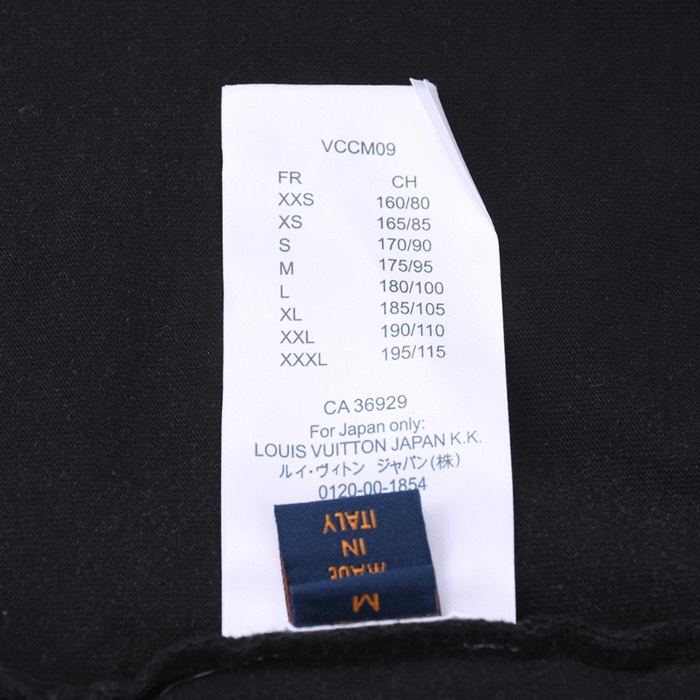 VCCM09
FR CH
XXS 160/80
XS 165/85
S 170/90
M 175/95
L 180/100
XL 185/105
XXL 190/110
XXXL 195/115
CA 36929
For Japan only:
LOUIS VUITTON JAPAN K.K.
ルイ・ヴィトン ジャパン(株)
0120-00-1854
MADE
IN
ITALY
M